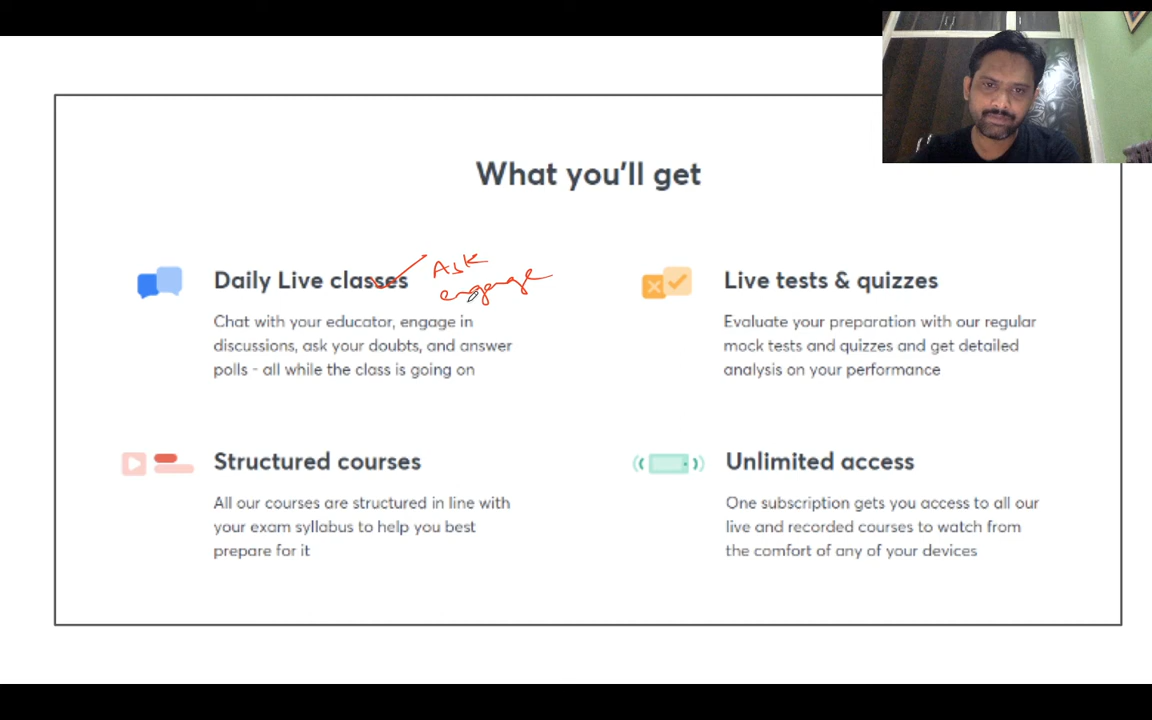 What you'll get
Daily Live classes
Ask
engenge
Chat with your educator, engage in
discussions, ask your doubts, and answer
polls - all while the class is going on
Live tests & quizzes
Evaluate your preparation with our regular
mock tests and quizzes and get detailed
analysis on your performance
Structured courses
All our courses are structured in line with
your exam syllabus to help you best
prepare for it
Unlimited access
One subscription gets you access to all our
live and recorded courses to watch from
the comfort of any of your devices